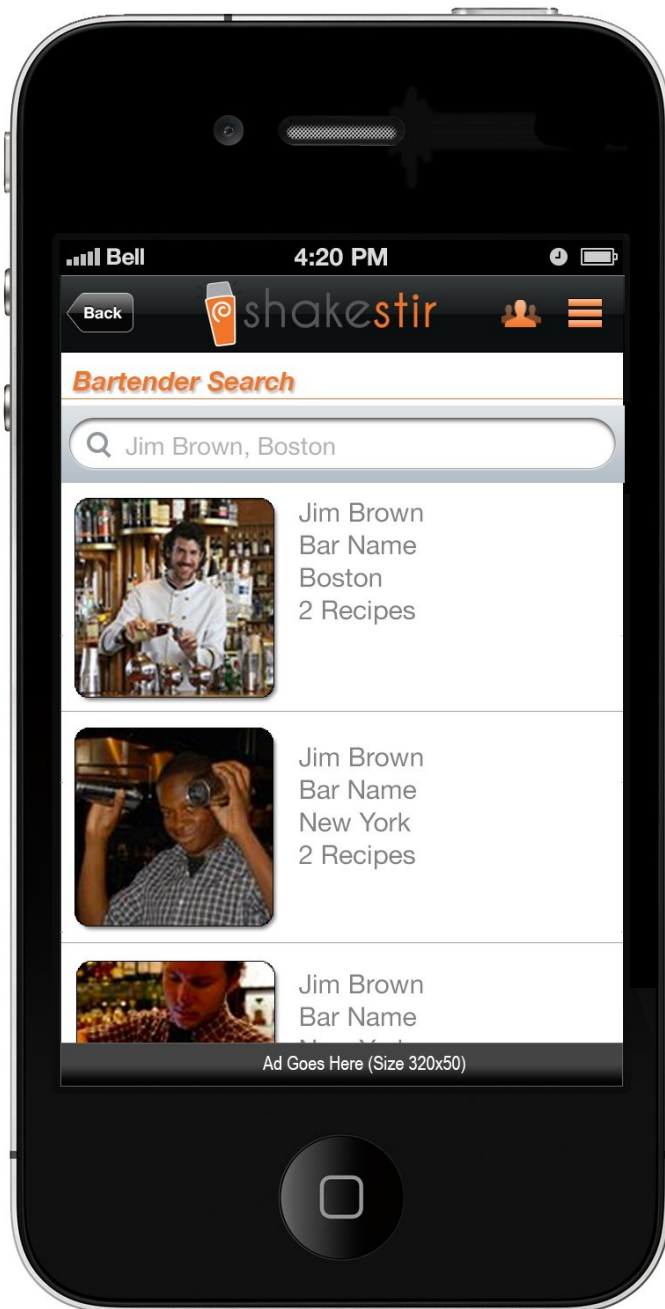 Bell 4:20 PM
Back shakestir
Bartender Search
Jim Brown, Boston
Jim Brown
Bar Name
Boston
2 Recipes
Jim Brown
Bar Name
New York
2 Recipes
Jim Brown
Bar Name
Ad Goes Here (Size 320x50)